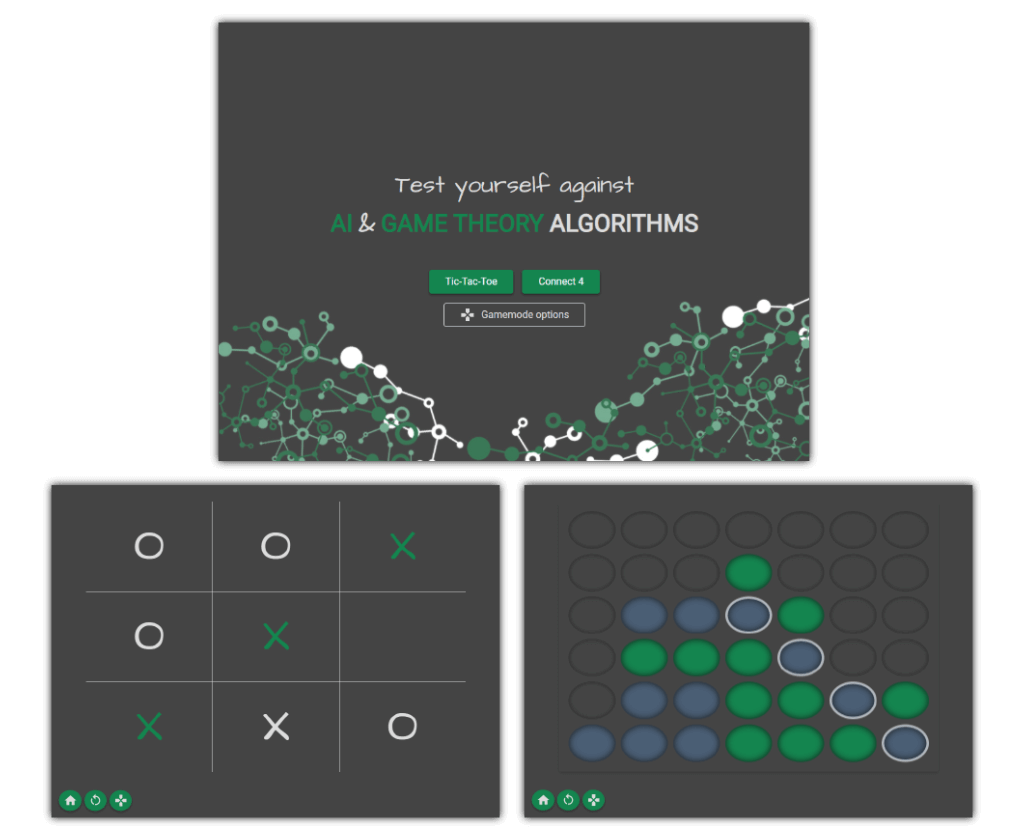 Test yourself against
AI & GAME THEORY ALGORITHMS
Tic-Tac-Toe
Connect 4
Gamemode options
O O X
O X
X X O